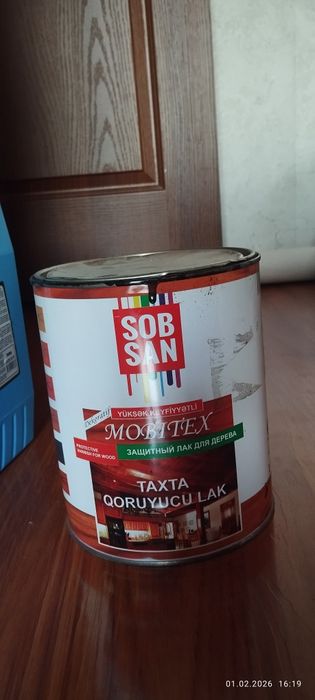 SOB
SAN
Dekorativ
YÜKSƏK KEYFİYYƏTLİ
MOBITEX
PROTECTIVE
VARNISH FOR WOOD
ЗАЩИТНЫЙ ЛАК ДЛЯ ДЕРЕВА
TAXTA
QORUYUCU LAK
01.02.2026 16:19